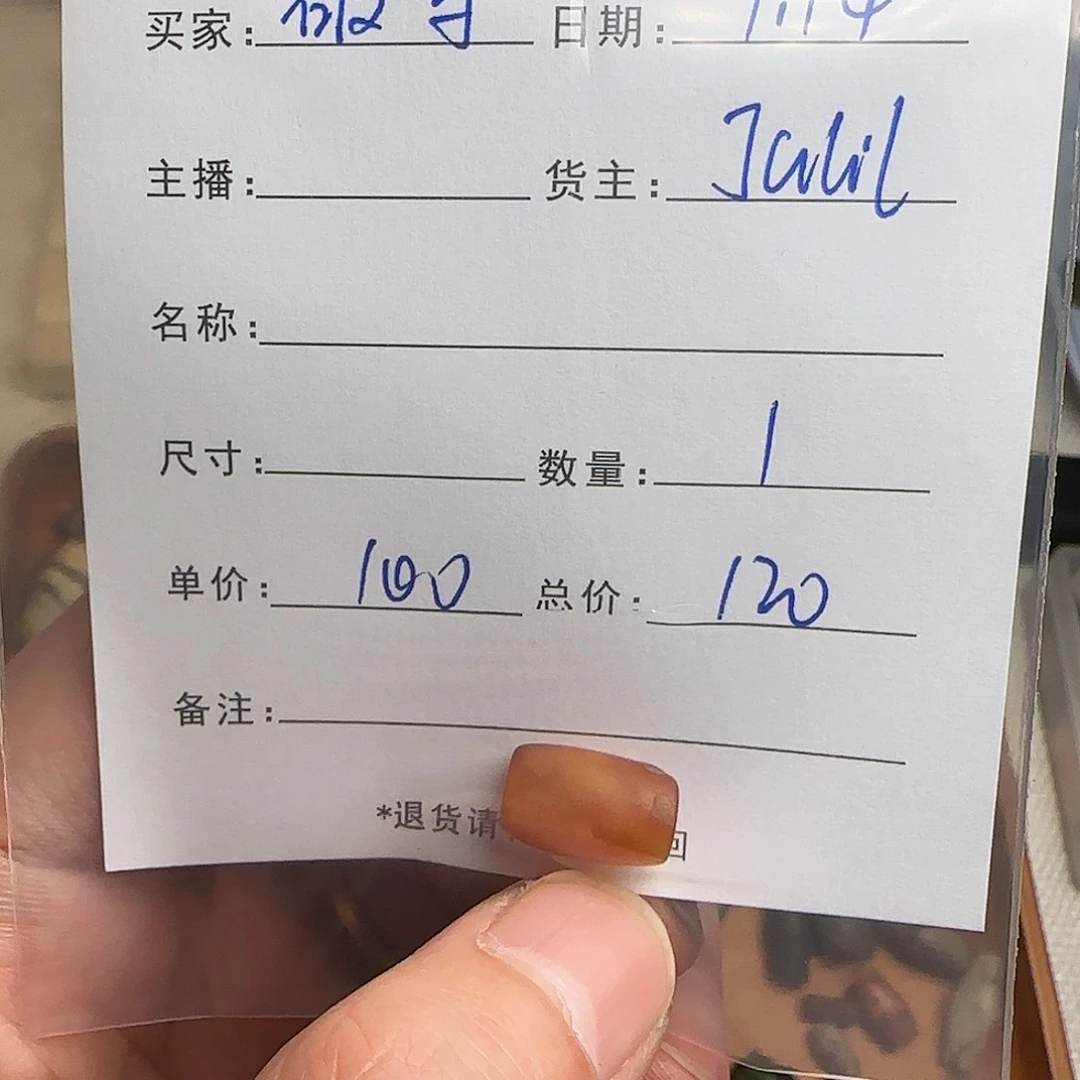 买家: 日期:
主播: 货主: Jalil
名称:
尺寸: 数量: 1
单价: 100 总价: 120
备注:
*退货请 回